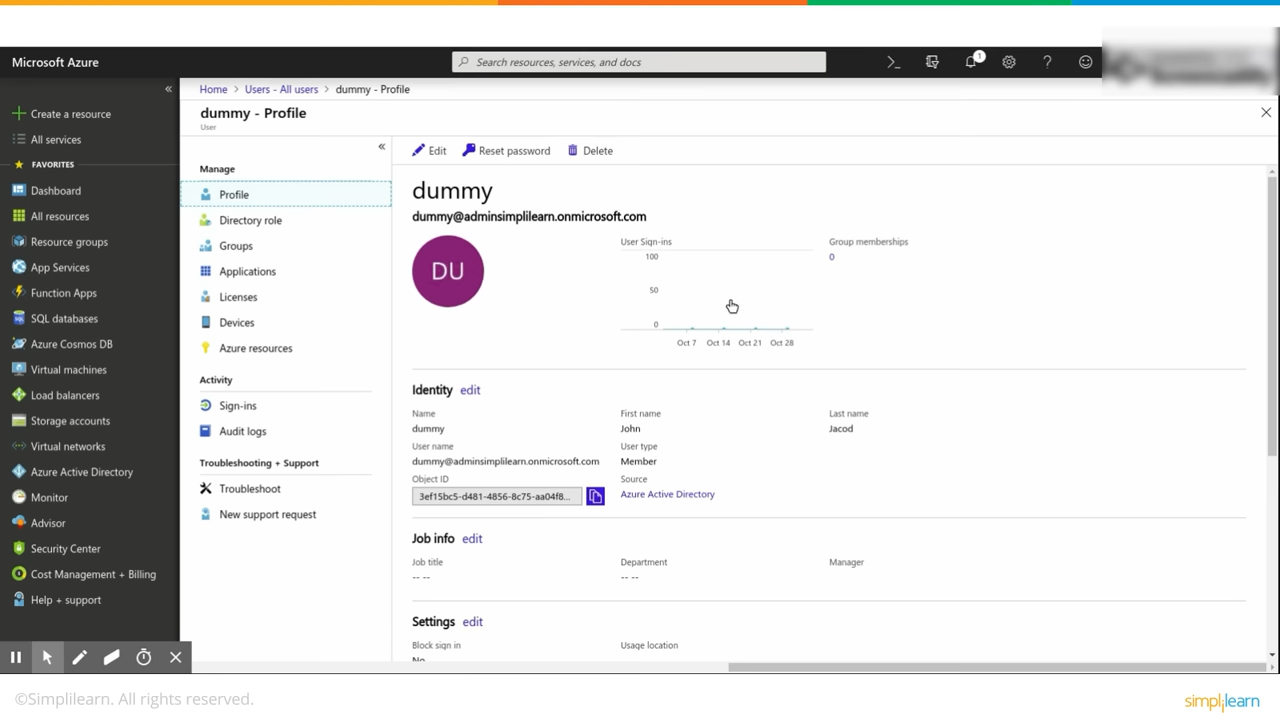 Microsoft Azure
Search resources, services, and docs
1
Home > Users - All users > dummy - Profile
dummy - Profile
User
Create a resource
All services
FAVORITES
Dashboard
All resources
Resource groups
App Services
Function Apps
SQL databases
Azure Cosmos DB
Virtual machines
Load balancers
Storage accounts
Virtual networks
Azure Active Directory
Monitor
Advisor
Security Center
Cost Management + Billing
Help + support
Manage
Profile
Directory role
Groups
Applications
Licenses
Devices
Azure resources
Activity
Sign-ins
Audit logs
Troubleshooting + Support
Troubleshoot
New support request
Edit Reset password Delete
dummy
dummy@adminsimplilearn.onmicrosoft.com
DU
User Sign-ins
100
50
0
Oct 7 Oct 14 Oct 21 Oct 28
Group memberships
0
Identity edit
Name First name Last name
dummy John Jacod
User name User type
dummy@adminsimplilearn.onmicrosoft.com Member
Object ID Source
3ef15bc5-d481-4856-8c75-aa04f8... Azure Active Directory
Job info edit
Job title Department Manager
-- -- -- --
Settings edit
Block sign in Usage location
No
©Simplilearn. All rights reserved.
simplilearn